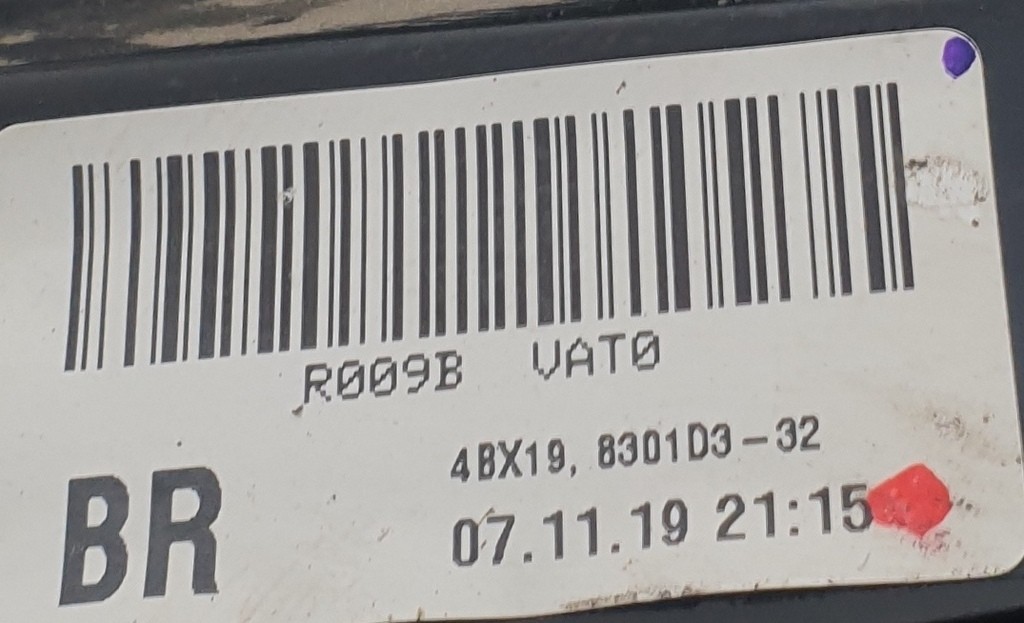 R009B VAT0
4BX19, 8301D3-32
BR
07.11.19 21:15